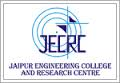 JECRC
JAIPUR ENGINEERING COLLEGE
AND RESEARCH CENTRE